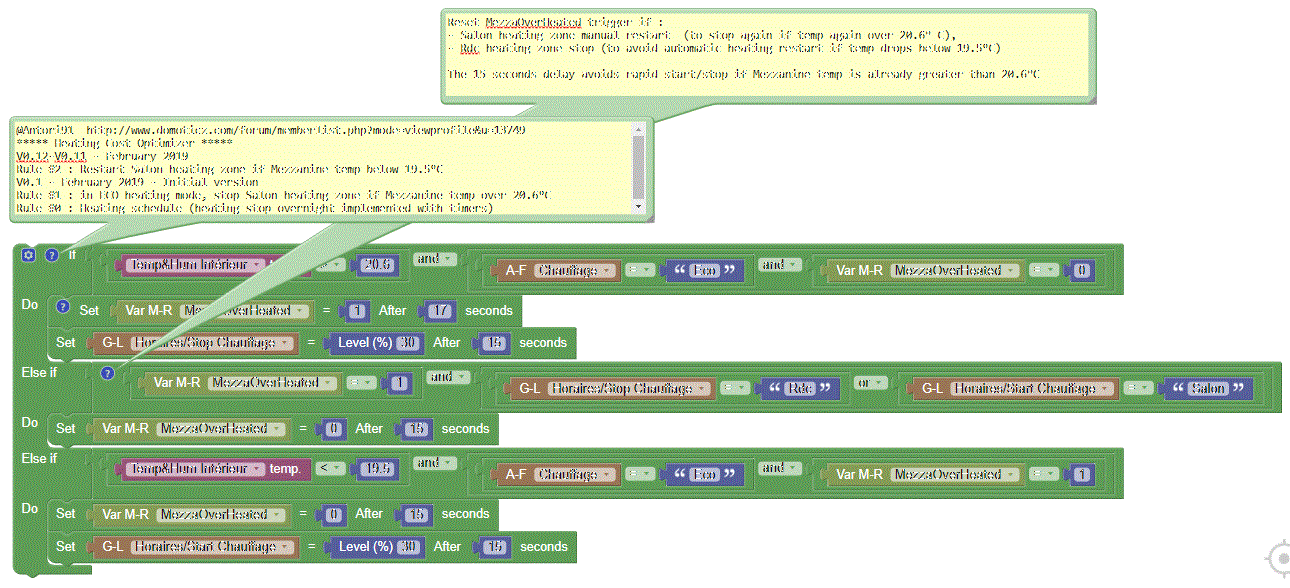 Reset MezzaOverHeated trigger if :
- Salon heating zone manual restart (to stop again if temp again over 20.6° C),
- Rdc heating zone stop (to avoid automatic heating restart if temp drops below 19.5°C)
The 15 seconds delay avoids rapid start/stop if Mezzanine temp is already greater than 20.6°C
@Antori91 http://www.domoticz.com/forum/memberlist.php?mode=viewprofile&u=13749
***** Heating Cost Optimizer *****
V0.12-V0.11 - February 2019
Rule #2 : Restart Salon heating zone if Mezzanine temp below 19.5°C
V0.1 - February 2019 - Initial version
Rule #1 : in ECO heating mode, stop Salon heating zone if Mezzanine temp over 20.6°C
Rule #0 : Heating schedule (heating stop overnight implemented with timers)
If Temp&Hum Intérieur 20.6 and A-F Chauffage = “ Eco ” and Var M-R MezzaOverHeated = 0
Do Set Var M-R MezzaOverHeated = 1 After 17 seconds
Set G-L Horaires/Stop Chauffage = Level (%) 30 After 15 seconds
Else if Var M-R MezzaOverHeated = 1 and G-L Horaires/Stop Chauffage = “ Rdc ” or G-L Horaires/Start Chauffage = “ Salon ”
Do Set Var M-R MezzaOverHeated = 0 After 15 seconds
Else if Temp&Hum Intérieur temp. < 19.5 and A-F Chauffage = “ Eco ” and Var M-R MezzaOverHeated = 1
Do Set Var M-R MezzaOverHeated = 0 After 15 seconds
Set G-L Horaires/Start Chauffage = Level (%) 30 After 15 seconds